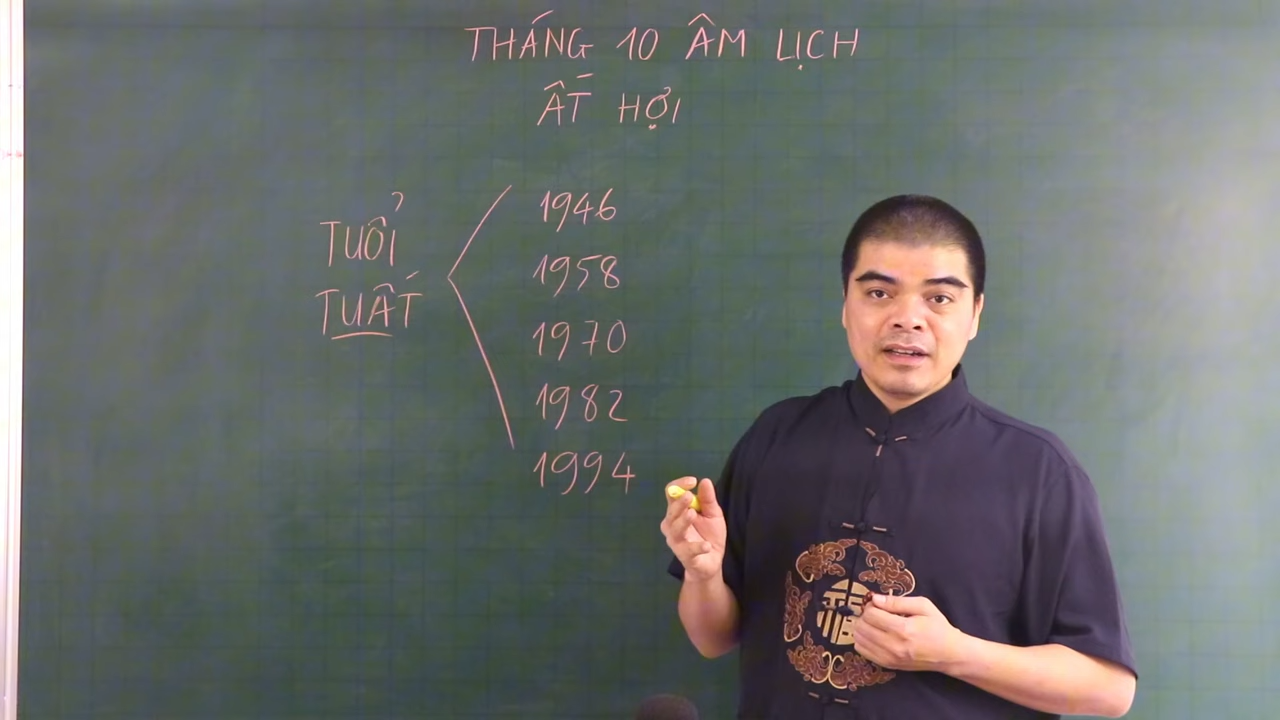 THÁNG 10 ÂM LỊCH
ẤT HỢI
TUỔI
TUẤT
1946
1958
1970
1982
1994